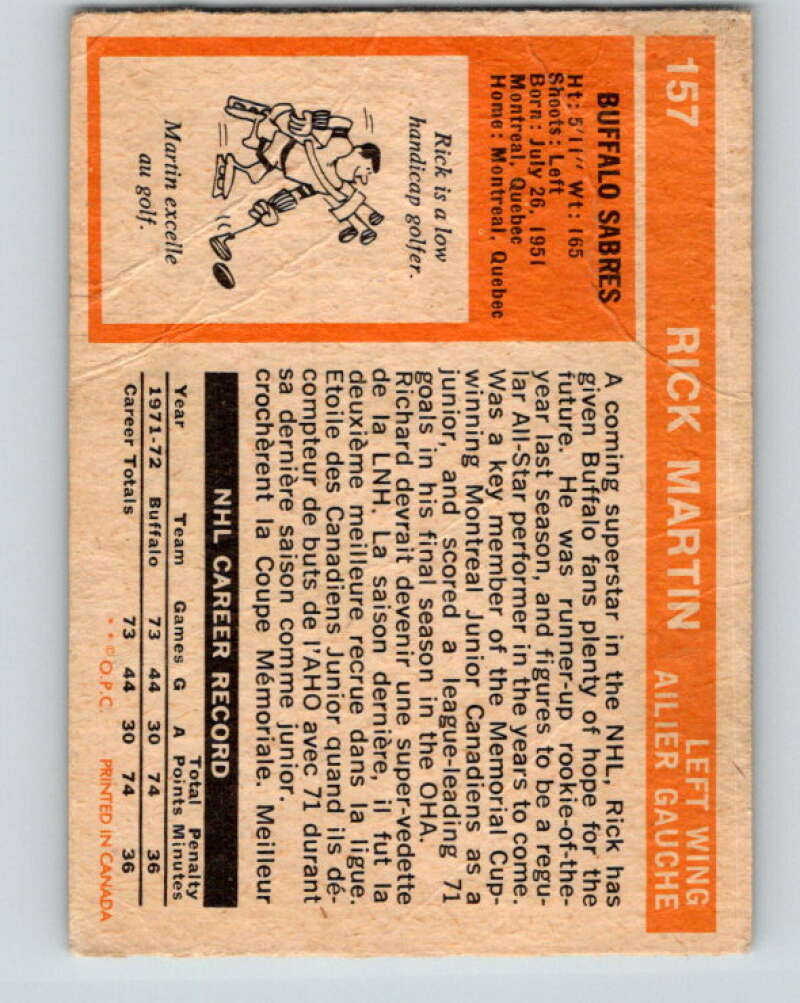 157 RICK MARTIN LEFT WING
AILIER GAUCHE
BUFFALO SABRES
Ht: 5'11" Wt: 165
Shoots: Left
Born: July 26, 1951
Montreal, Quebec
Home: Montreal, Quebec
Rick is a low
handicap golfer.
Martin excelle
au golf.
A coming superstar in the NHL, Rick has
given Buffalo fans plenty of hope for the
future. He was runner-up rookie-of-the-
year last season, and figures to be a regu-
lar All-Star performer in the years to come.
Was a key member of the Memorial Cup-
winning Montreal Junior Canadiens as a
junior, and scored a league-leading 71
goals in his final season in the OHA.
Richard devrait devenir une super-vedette
de la LNH. La saison dernière, il fut la
deuxième meilleure recrue dans la ligue.
Etoile des Canadiens Junior quand ils dé-
compteur de buts de l'AHO avec 71 durant
sa dernière saison comme junior.
crochèrent la Coupe Mémoriale. Meilleur
NHL CAREER RECORD
Total Penalty
Year Team Games G A Points Minutes
1971-72 Buffalo 73 44 30 74 36
Career Totals 73 44 30 74 36
* * © O.P.C. PRINTED IN CANADA